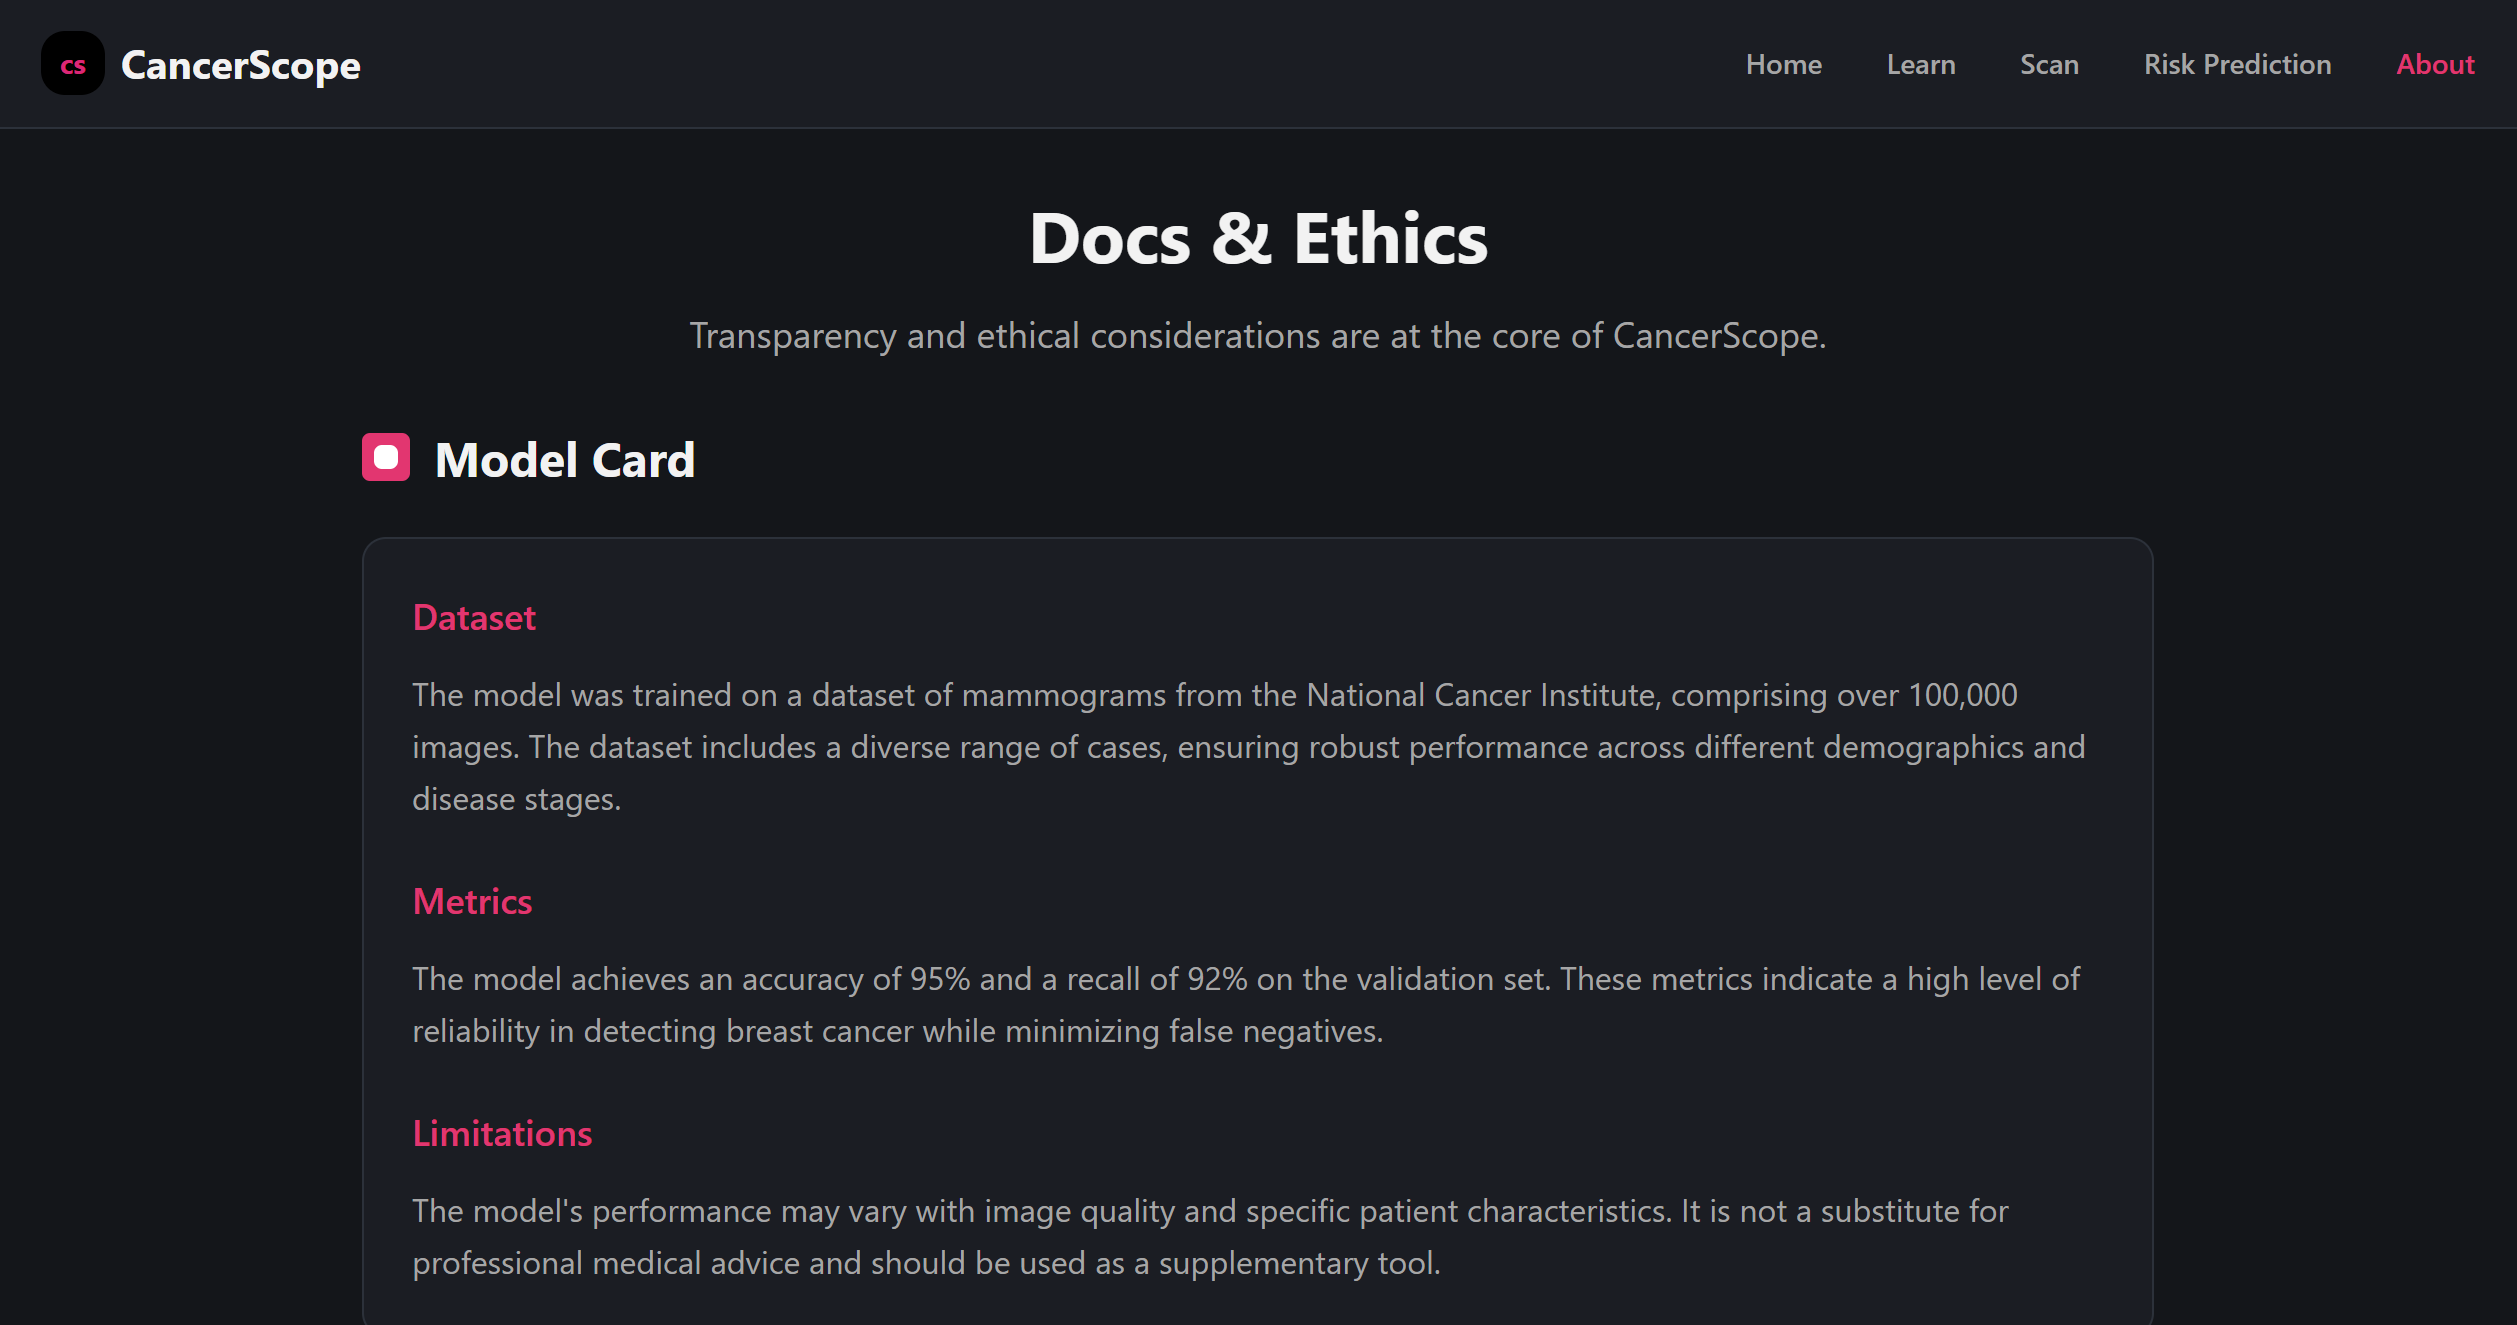 cs CancerScope Home Learn Scan Risk Prediction About
Docs & Ethics
Transparency and ethical considerations are at the core of CancerScope.
Model Card
Dataset
The model was trained on a dataset of mammograms from the National Cancer Institute, comprising over 100,000
images. The dataset includes a diverse range of cases, ensuring robust performance across different demographics and
disease stages.
Metrics
The model achieves an accuracy of 95% and a recall of 92% on the validation set. These metrics indicate a high level of
reliability in detecting breast cancer while minimizing false negatives.
Limitations
The model's performance may vary with image quality and specific patient characteristics. It is not a substitute for
professional medical advice and should be used as a supplementary tool.